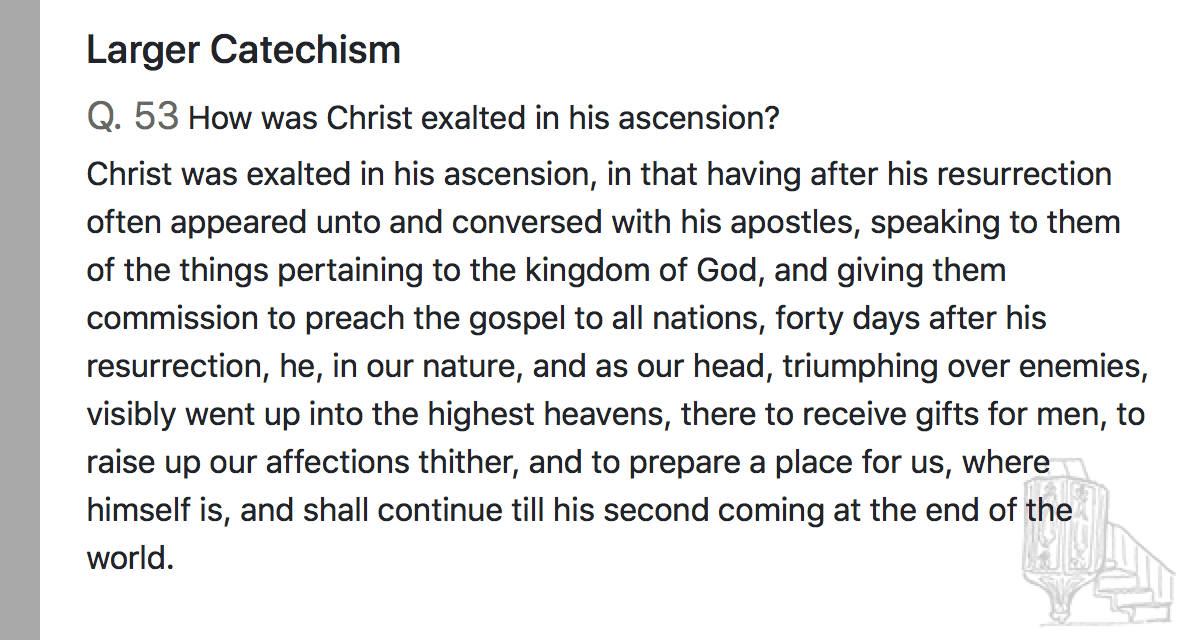 Larger Catechism
Q. 53 How was Christ exalted in his ascension?
Christ was exalted in his ascension, in that having after his resurrection
often appeared unto and conversed with his apostles, speaking to them
of the things pertaining to the kingdom of God, and giving them
commission to preach the gospel to all nations, forty days after his
resurrection, he, in our nature, and as our head, triumphing over enemies,
visibly went up into the highest heavens, there to receive gifts for men, to
raise up our affections thither, and to prepare a place for us, where
himself is, and shall continue till his second coming at the end of the
world.